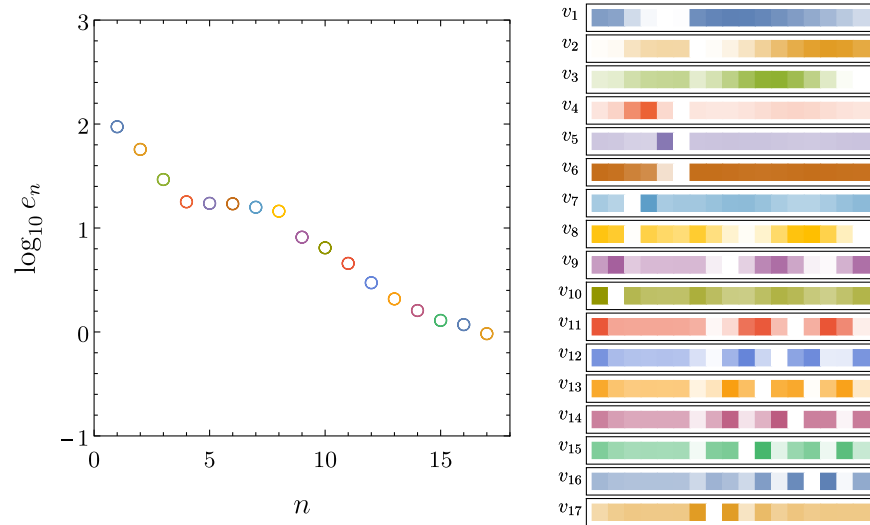 3
2
1
0
−1
log₁₀ eₙ
0 5 10 15
n
v₁
v₂
v₃
v₄
v₅
v₆
v₇
v₈
v₉
v₁₀
v₁₁
v₁₂
v₁₃
v₁₄
v₁₅
v₁₆
v₁₇